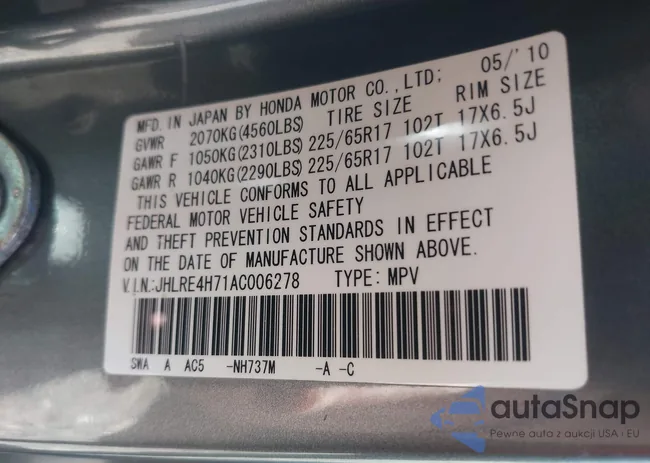 MFD. IN JAPAN BY HONDA MOTOR CO.,LTD; 05/'10
GVWR 2070KG(4560LBS) TIRE SIZE RIM SIZE
GAWR F 1050KG(2310LBS) 225/65R17 102T 17X6.5J
GAWR R 1040KG(2290LBS) 225/65R17 102T 17X6.5J
THIS VEHICLE CONFORMS TO ALL APPLICABLE
FEDERAL MOTOR VEHICLE SAFETY
AND THEFT PREVENTION STANDARDS IN EFFECT
ON THE DATE OF MANUFACTURE SHOWN ABOVE.
V.I.N.:JHLRE4H71AC006278 TYPE: MPV
SWA A AC5 -NH737M -A -C
autaSnap
Pewne auta z aukcji USA i EU